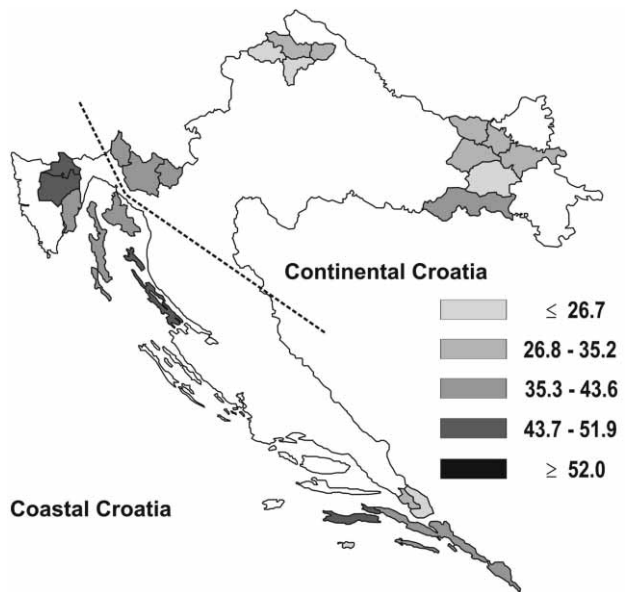 Continental Croatia
≤ 26.7
26.8 - 35.2
35.3 - 43.6
43.7 - 51.9
≥ 52.0
Coastal Croatia